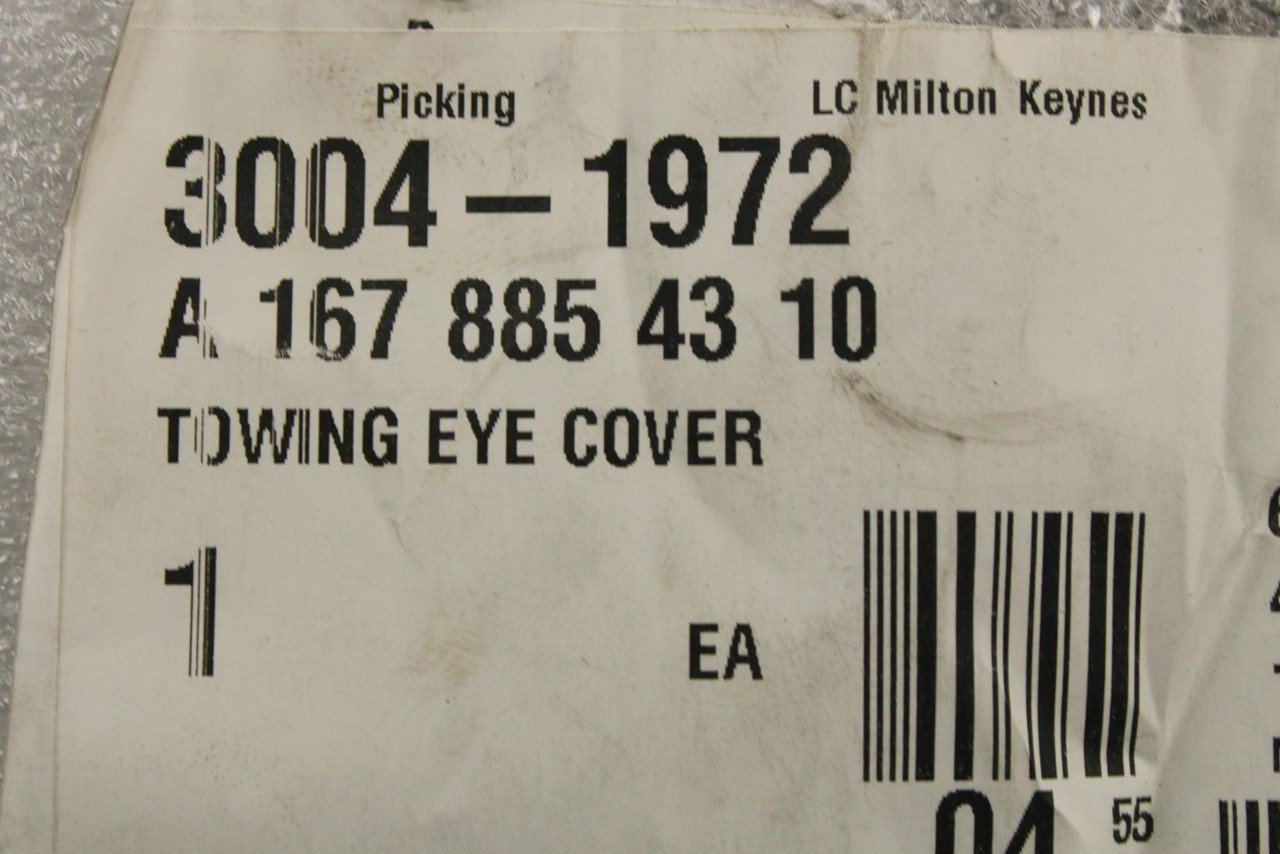 Picking LC Milton Keynes
3004 – 1972
A 167 885 43 10
TOWING EYE COVER
1 EA
04 55